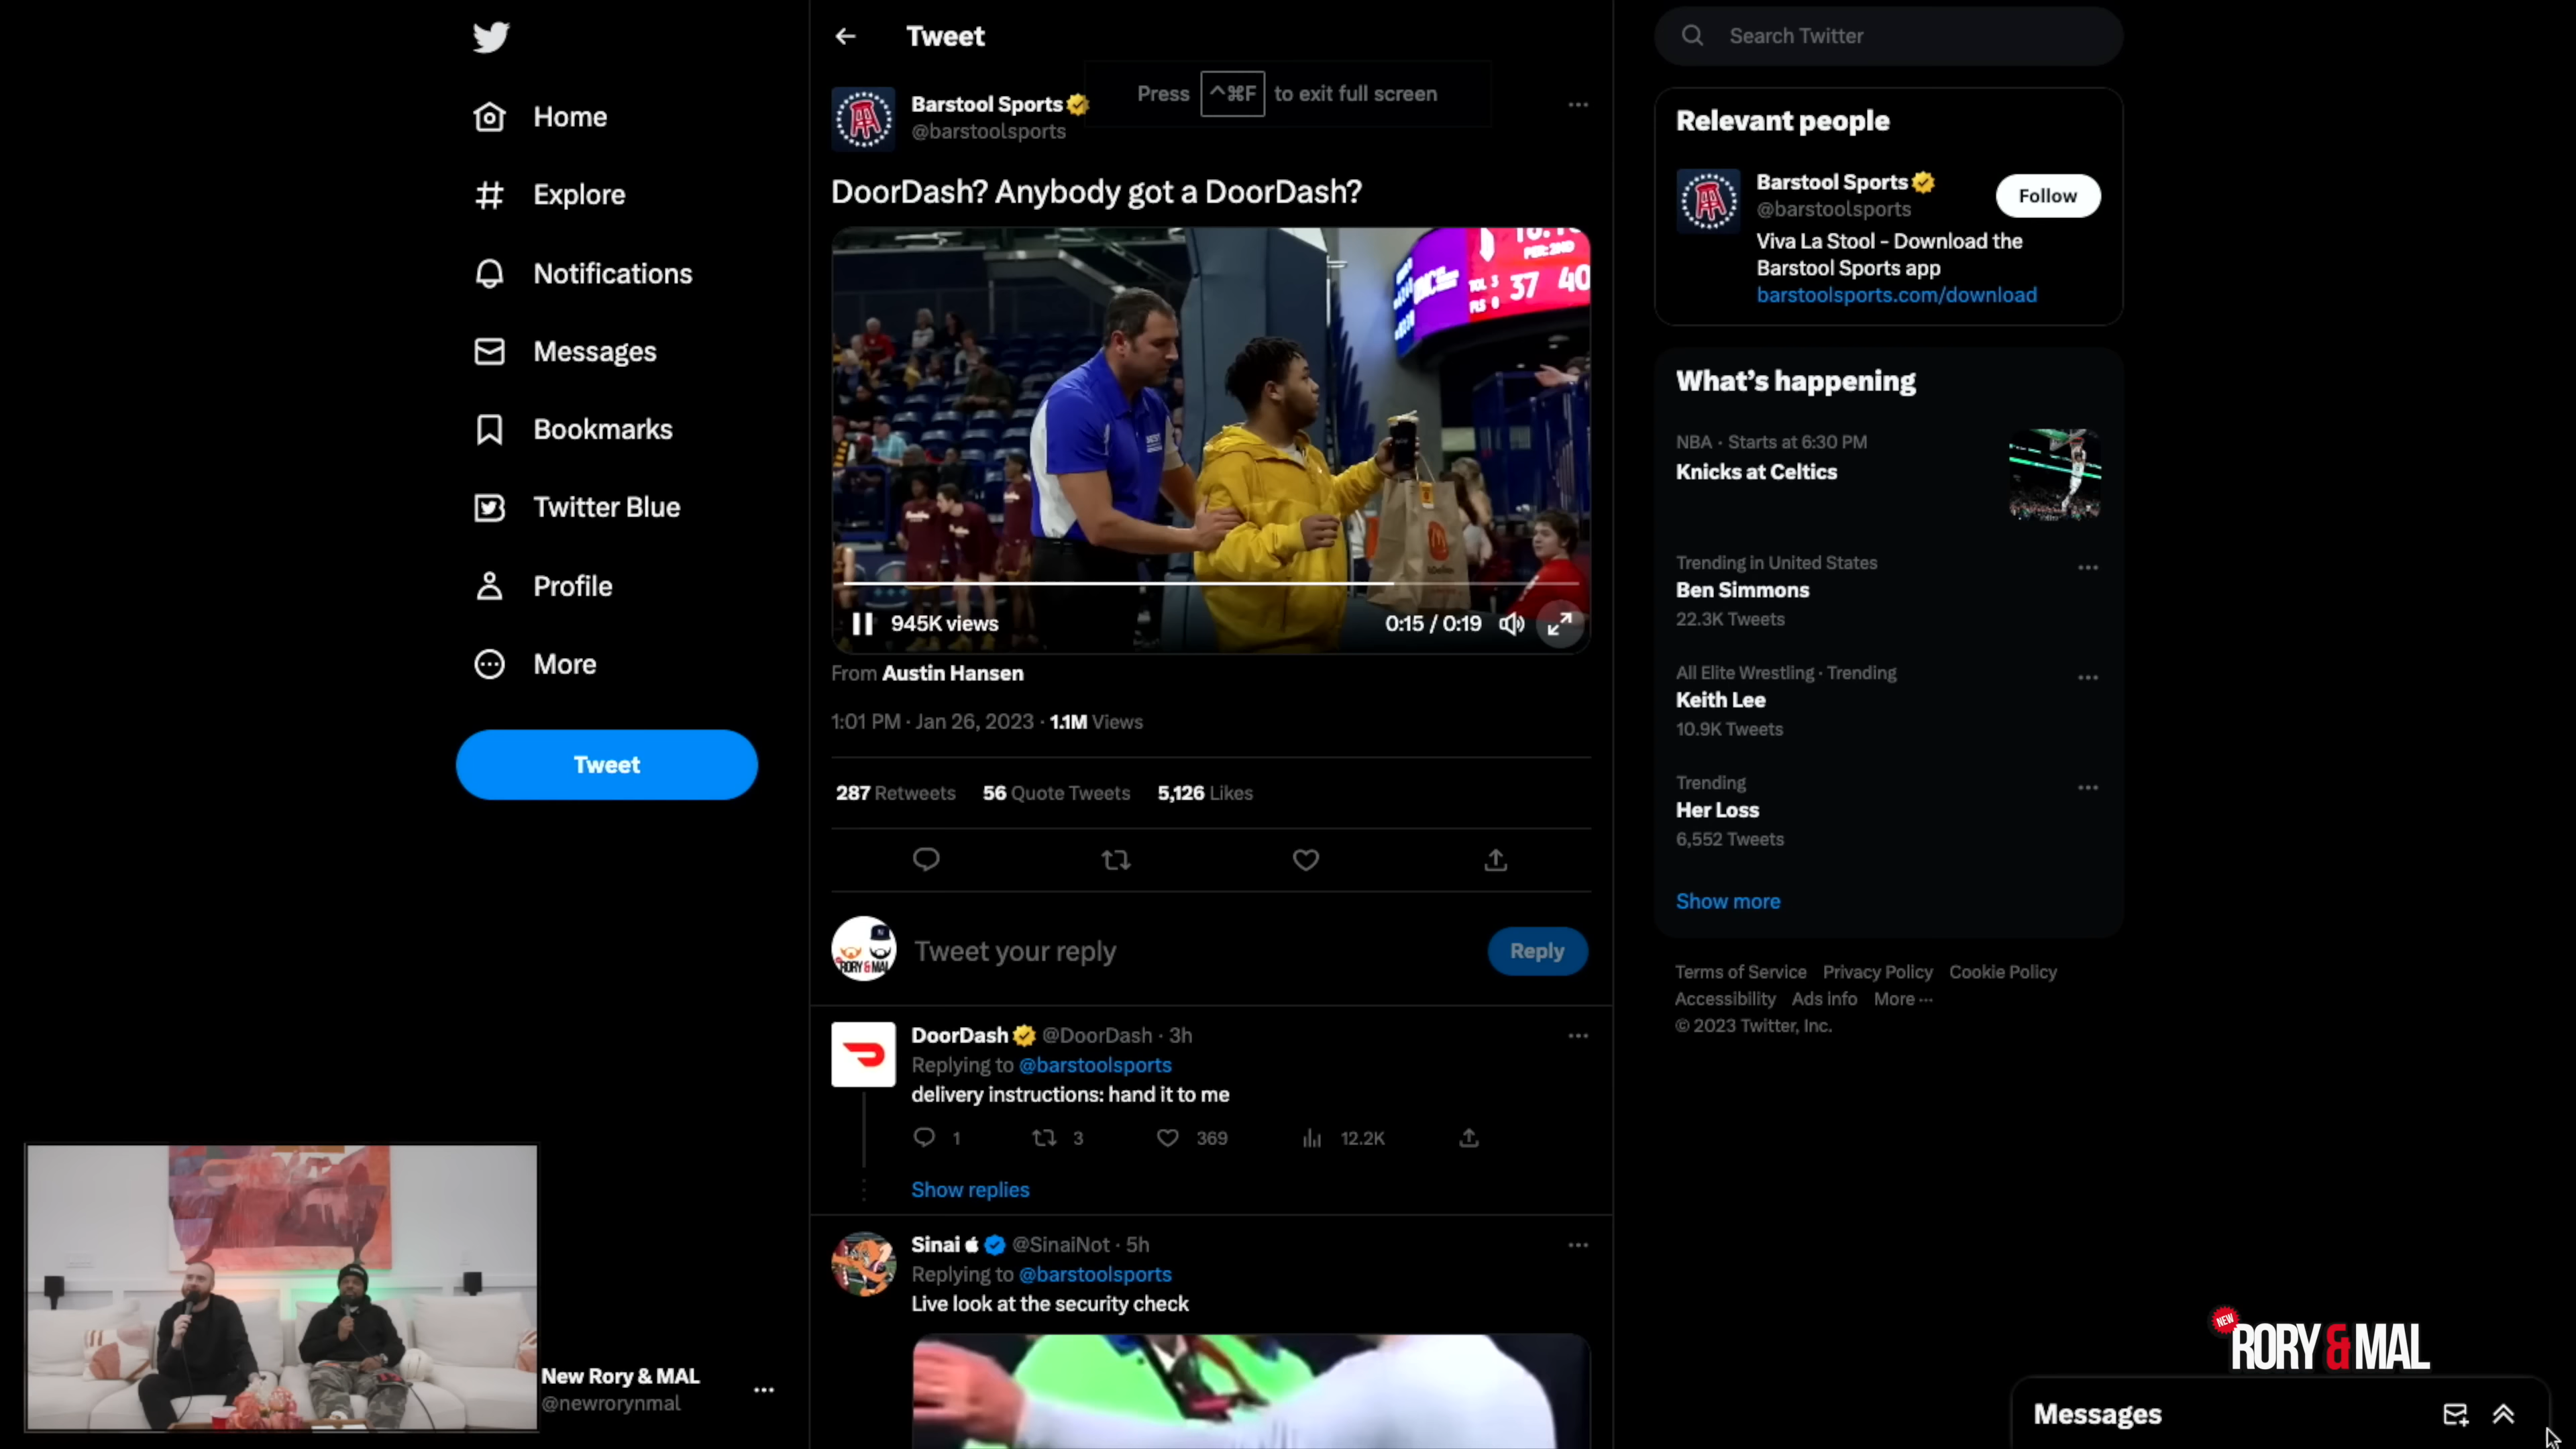 Home
Explore
Notifications
Messages
Bookmarks
Twitter Blue
Profile
More
Tweet
New Rory & MAL
@newrorynmal
Tweet
Press ^⌘F to exit full screen
Barstool Sports
@barstoolsports
DoorDash? Anybody got a DoorDash?
TOL 3
37 40
945K views
0:15 / 0:19
From Austin Hansen
1:01 PM · Jan 26, 2023 · 1.1M Views
287 Retweets 56 Quote Tweets 5,126 Likes
RORY & MAL
Tweet your reply
Reply
DoorDash @DoorDash · 3h
Replying to @barstoolsports
delivery instructions: hand it to me
1 3 369 12.2K
Show replies
Sinai @SinaiNot · 5h
Replying to @barstoolsports
Live look at the security check
Search Twitter
Relevant people
Barstool Sports
@barstoolsports
Follow
Viva La Stool - Download the
Barstool Sports app
barstoolsports.com/download
What's happening
NBA · Starts at 6:30 PM
Knicks at Celtics
Trending in United States
Ben Simmons
22.3K Tweets
All Elite Wrestling · Trending
Keith Lee
10.9K Tweets
Trending
Her Loss
6,552 Tweets
Show more
Terms of Service Privacy Policy Cookie Policy
Accessibility Ads info More ···
© 2023 Twitter, Inc.
NEW
RORY & MAL
Messages